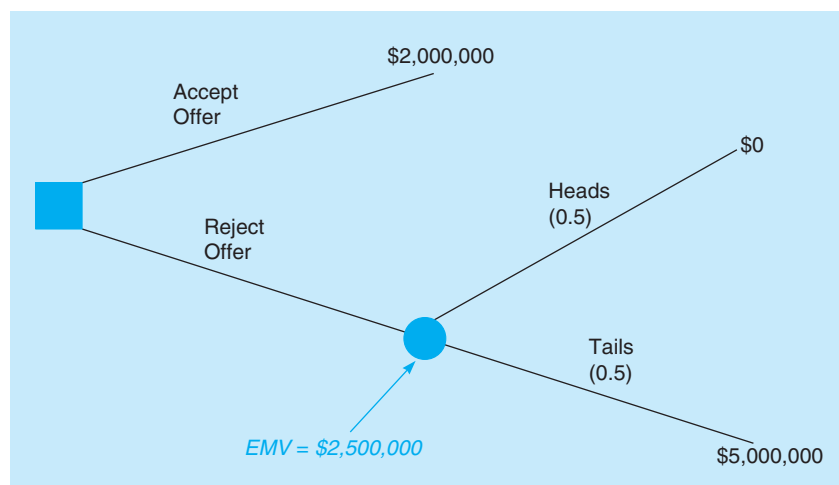 $2,000,000
Accept
Offer
$0
Heads
(0.5)
Reject
Offer
Tails
(0.5)
EMV = $2,500,000
$5,000,000